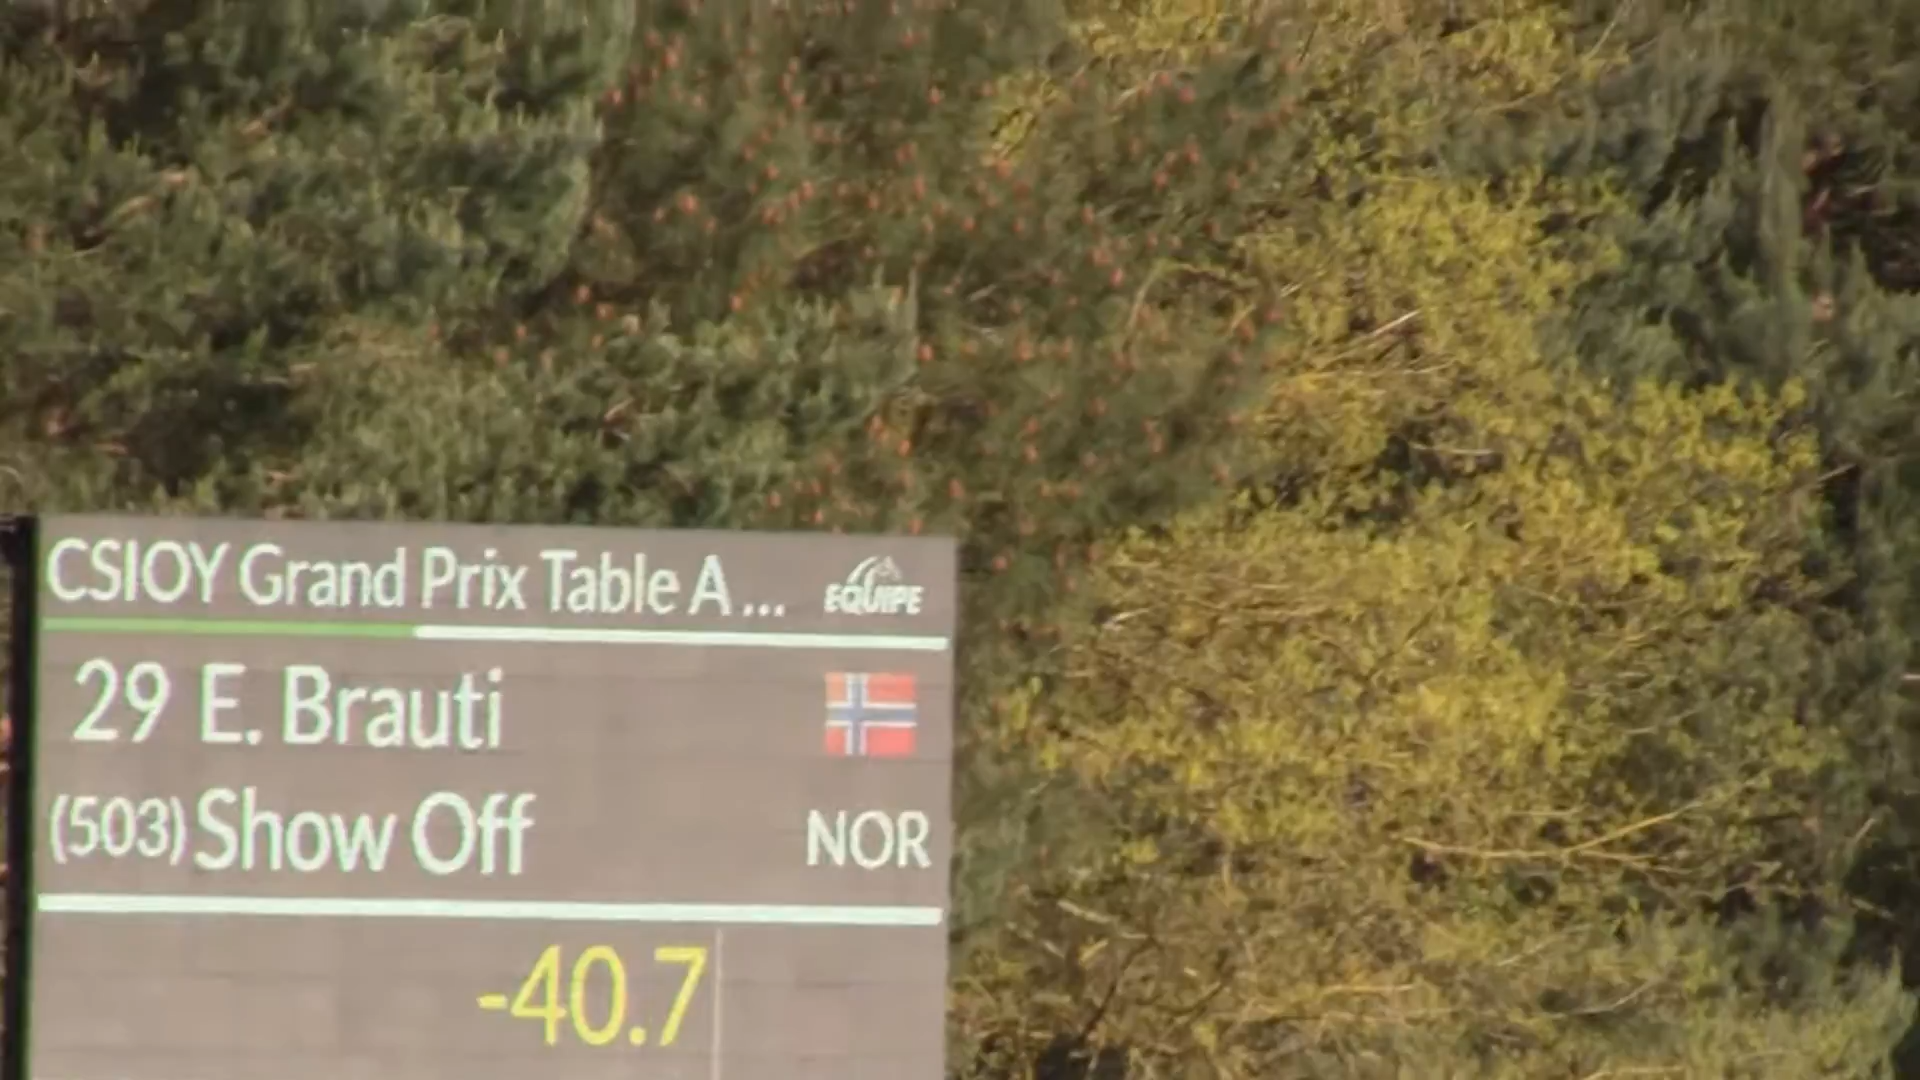 CSIOY Grand Prix Table A ... EQUIPE
29 E. Brauti
(503) Show Off NOR
-40.7